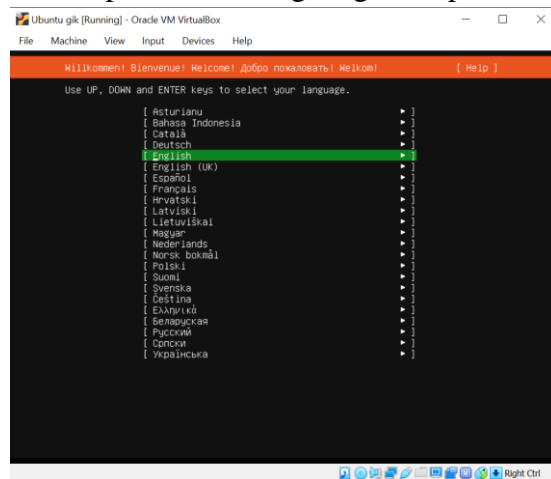 Ubuntu gik [Running] - Oracle VM VirtualBox
File Machine View Input Devices Help
Willkommen! Bienvenue! Welcome! Добро пожаловать! Welkom! [ Help ]
Use UP, DOWN and ENTER keys to select your language.
[ Asturianu ▸ ]
[ Bahasa Indonesia ▸ ]
[ Català ▸ ]
[ Deutsch ▸ ]
[ English ▸ ]
[ English (UK) ▸ ]
[ Español ▸ ]
[ Français ▸ ]
[ Hrvatski ▸ ]
[ Latviski ▸ ]
[ Lietuviškai ▸ ]
[ Magyar ▸ ]
[ Nederlands ▸ ]
[ Norsk bokmål ▸ ]
[ Polski ▸ ]
[ Suomi ▸ ]
[ Svenska ▸ ]
[ Čeština ▸ ]
[ Ελληνικά ▸ ]
[ Беларуская ▸ ]
[ Русский ▸ ]
[ Српски ▸ ]
[ Українська ▸ ]
Right Ctrl